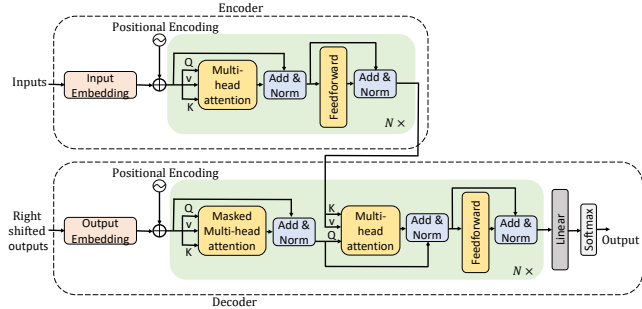 Encoder
Positional Encoding
Inputs
Input
Embedding
Q
v
K
Multi-
head
attention
Add &
Norm
Feedforward
Add &
Norm
N ×
Positional Encoding
Right
shifted
outputs
Output
Embedding
Q
v
K
Masked
Multi-head
attention
Add &
Norm
K
v
Q
Multi-
head
attention
Add &
Norm
Feedforward
Add &
Norm
N ×
Linear
Softmax
Output
Decoder